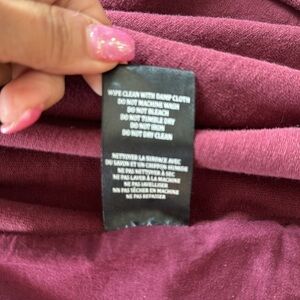 WIPE CLEAN WITH DAMP CLOTH
DO NOT MACHINE WASH
DO NOT BLEACH
DO NOT TUMBLE DRY
DO NOT IRON
DO NOT DRY CLEAN
NETTOYER LA SURFACE AVEC
DU SAVON ET UN CHIFFON HUMIDE
NE PAS NETTOYER À SEC
NE PAS LAVER À LA MACHINE
NE PAS JAVELLISER
NE PAS SÉCHER EN MACHINE
NE PAS REPASSER